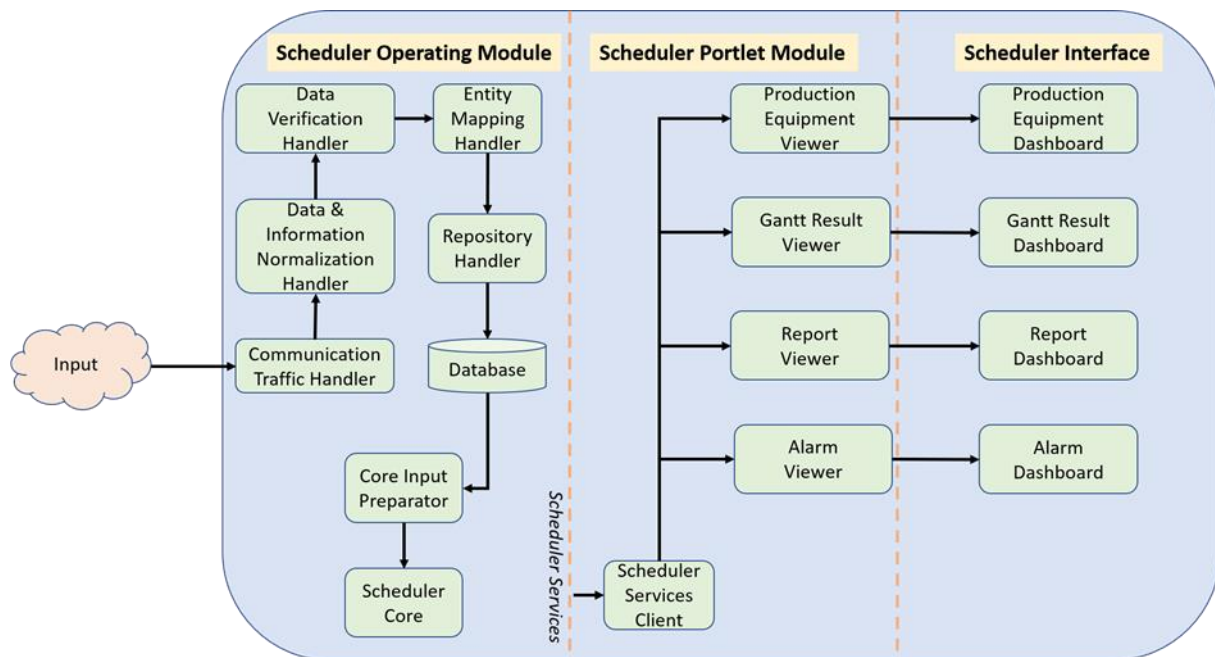 Scheduler Operating Module
Scheduler Portlet Module
Scheduler Interface
Data
Verification
Handler
Entity
Mapping
Handler
Production
Equipment
Viewer
Production
Equipment
Dashboard
Data &
Information
Normalization
Handler
Repository
Handler
Gantt Result
Viewer
Gantt Result
Dashboard
Input
Communication
Traffic Handler
Database
Report
Viewer
Report
Dashboard
Core Input
Preparator
Alarm
Viewer
Alarm
Dashboard
Scheduler
Core
Scheduler Services
Scheduler
Services
Client